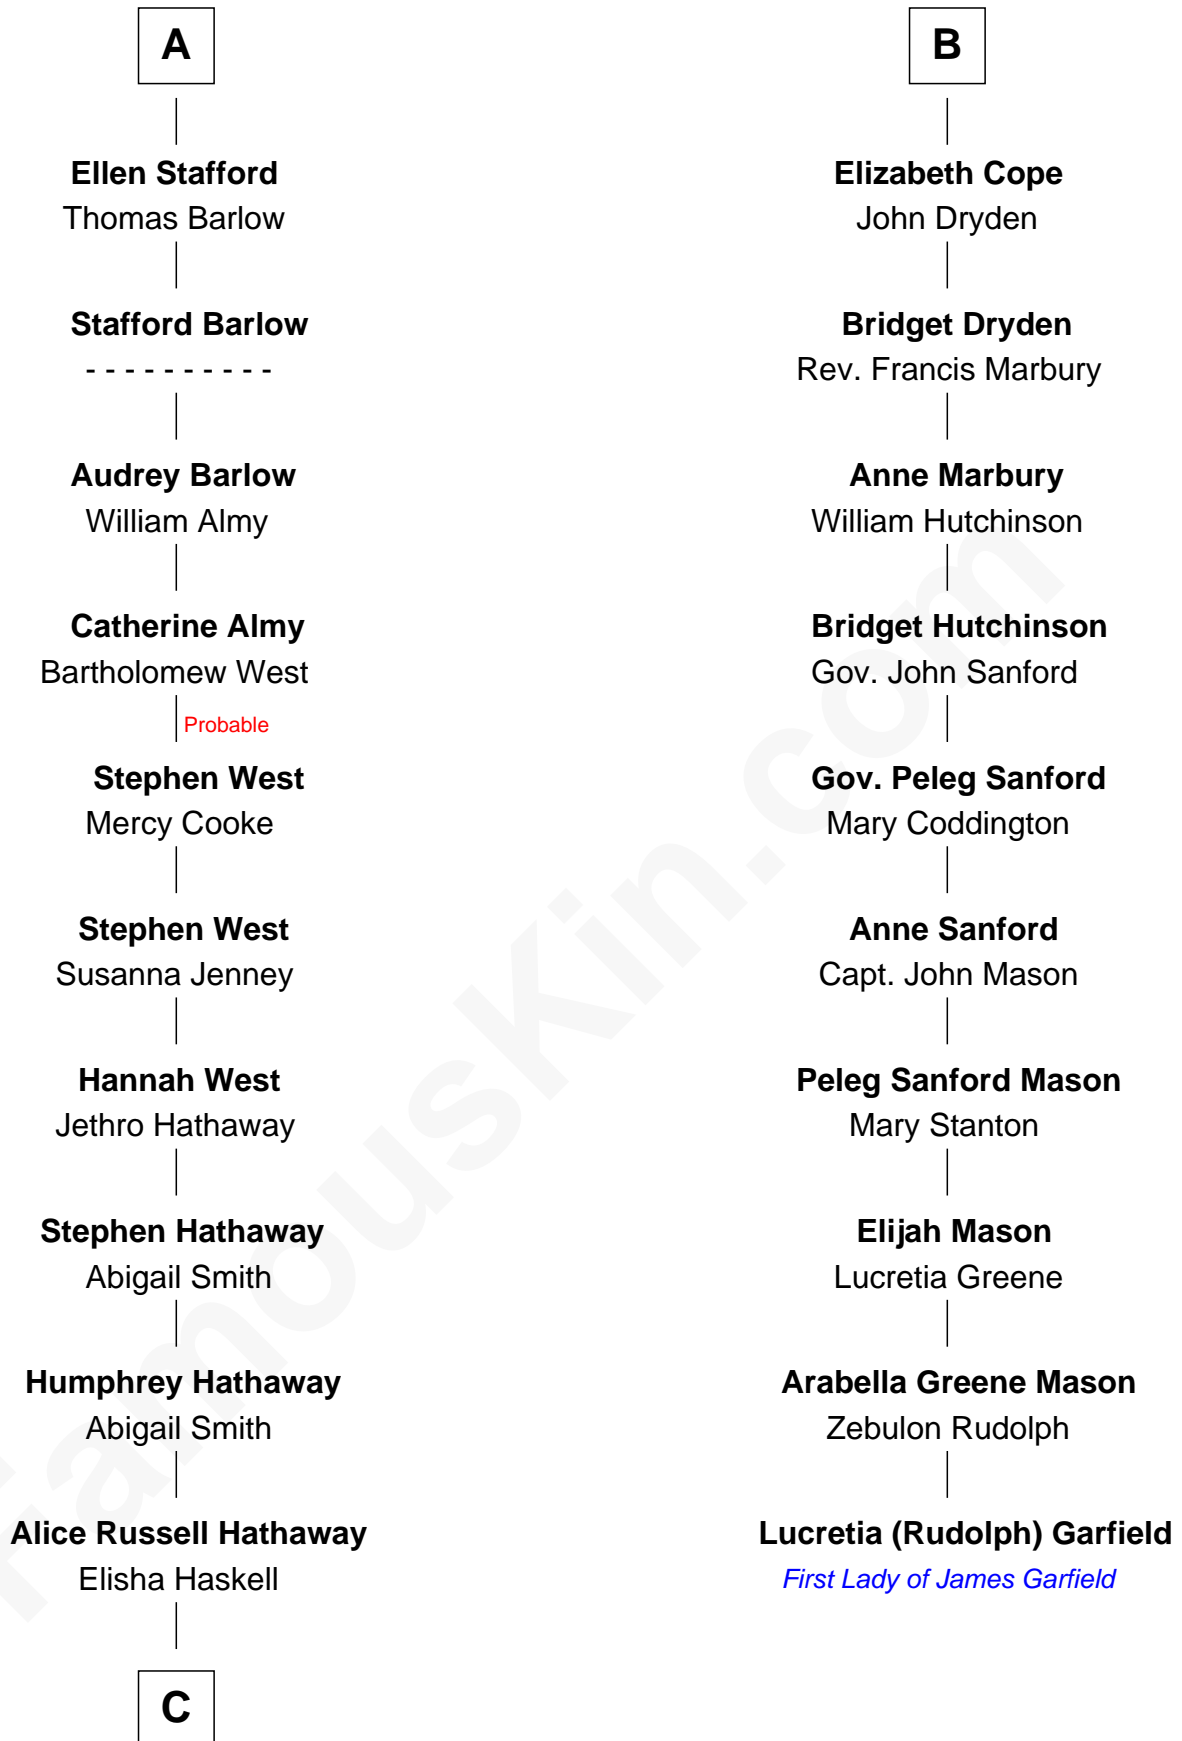 A
Ellen Stafford
Thomas Barlow
Stafford Barlow
- - - - - - - - - -
Audrey Barlow
William Almy
Catherine Almy
Bartholomew West
Probable
Stephen West
Mercy Cooke
Stephen West
Susanna Jenney
Hannah West
Jethro Hathaway
Stephen Hathaway
Abigail Smith
Humphrey Hathaway
Abigail Smith
Alice Russell Hathaway
Elisha Haskell
C
B
Elizabeth Cope
John Dryden
Bridget Dryden
Rev. Francis Marbury
Anne Marbury
William Hutchinson
Bridget Hutchinson
Gov. John Sanford
Gov. Peleg Sanford
Mary Coddington
Anne Sanford
Capt. John Mason
Peleg Sanford Mason
Mary Stanton
Elijah Mason
Lucretia Greene
Arabella Greene Mason
Zebulon Rudolph
Lucretia (Rudolph) Garfield
First Lady of James Garfield
FamousKin.com